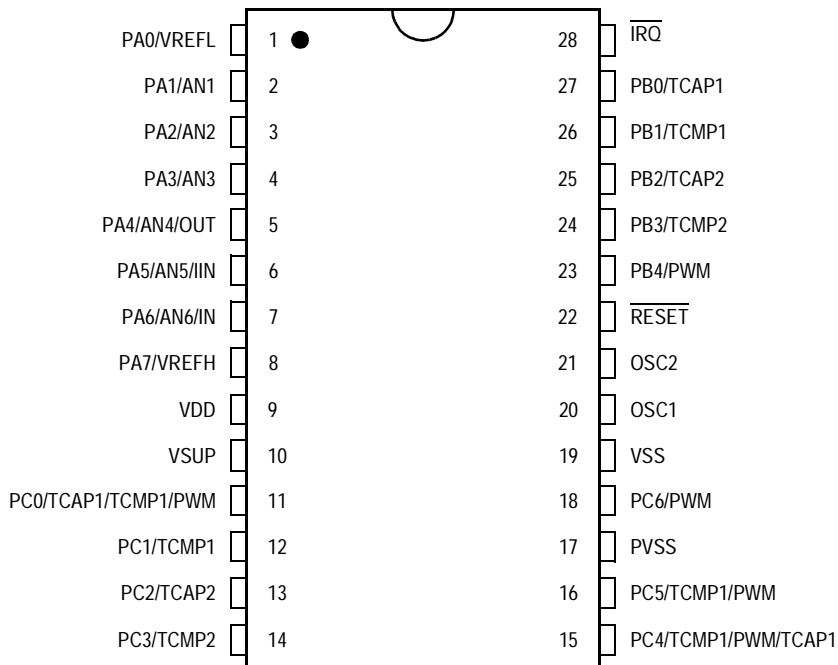 PA0/VREFL 1 28 IRQ
PA1/AN1 2 27 PB0/TCAP1
PA2/AN2 3 26 PB1/TCMP1
PA3/AN3 4 25 PB2/TCAP2
PA4/AN4/OUT 5 24 PB3/TCMP2
PA5/AN5/IIN 6 23 PB4/PWM
PA6/AN6/IN 7 22 RESET
PA7/VREFH 8 21 OSC2
VDD 9 20 OSC1
VSUP 10 19 VSS
PC0/TCAP1/TCMP1/PWM 11 18 PC6/PWM
PC1/TCMP1 12 17 PVSS
PC2/TCAP2 13 16 PC5/TCMP1/PWM
PC3/TCMP2 14 15 PC4/TCMP1/PWM/TCAP1